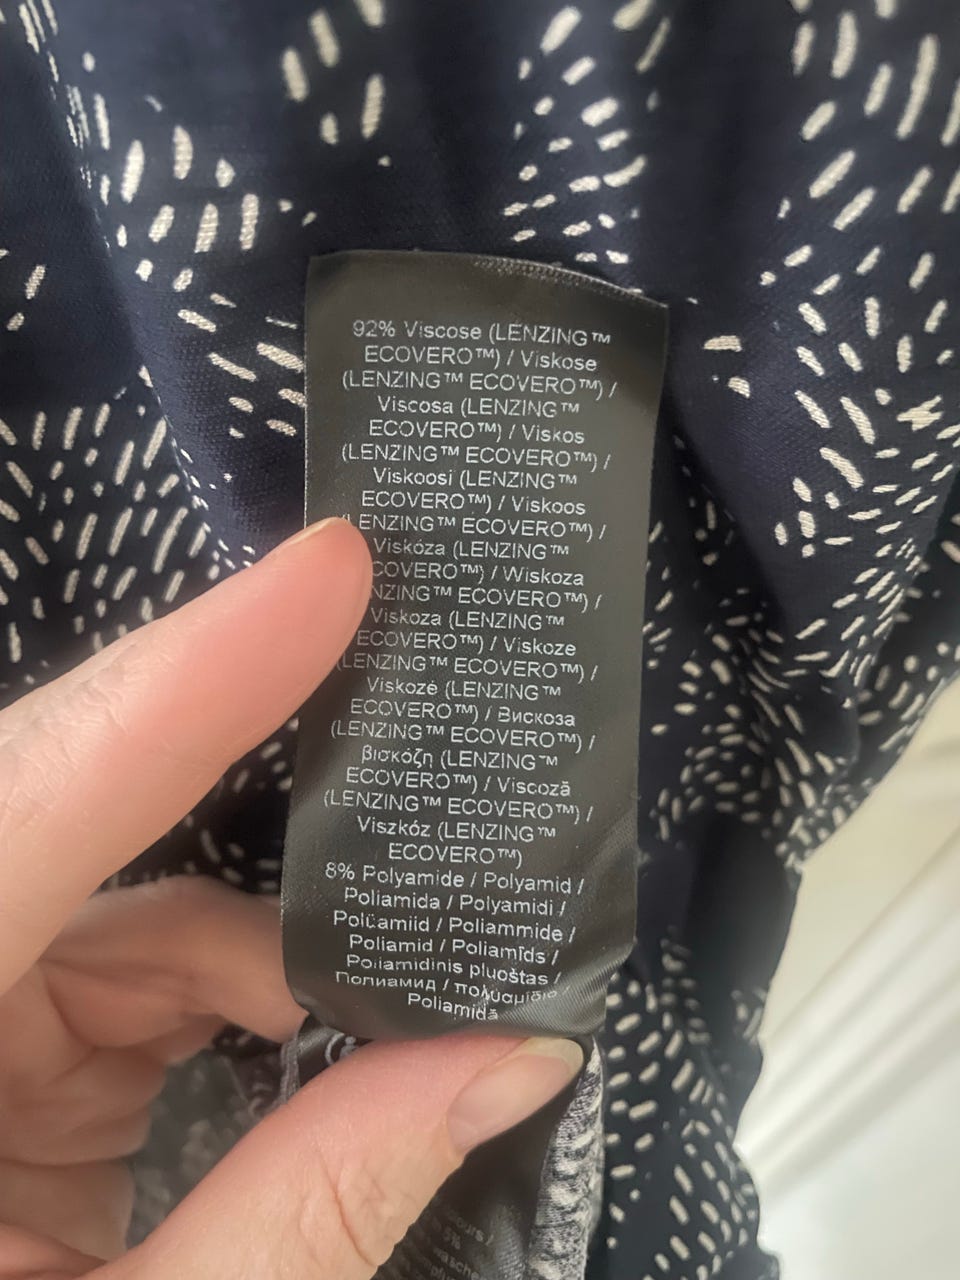 92% Viscose (LENZING™
ECOVERO™) / Viskose
(LENZING™ ECOVERO™) /
Viscosa (LENZING™
ECOVERO™) / Viskos
(LENZING™ ECOVERO™) /
Viskoosi (LENZING™
ECOVERO™) / Viskoos
(LENZING™ ECOVERO™) /
Viskóza (LENZING™
COVERO™) / Wiskoza
NZING™ ECOVERO™) /
Viskoza (LENZING™
ECOVERO™) / Viskoze
(LENZING™ ECOVERO™) /
Viskozė (LENZING™
ECOVERO™) / Вискоза
(LENZING™ ECOVERO™) /
βισκόζη (LENZING™
ECOVERO™) / Viscoză
(LENZING™ ECOVERO™) /
Viszkóz (LENZING™
ECOVERO™)
8% Polyamide / Polyamid /
Poliamida / Polyamidi /
Polüamiid / Poliammide /
Poliamid / Poliamīds /
Poliamidinis pluoštas /
Полиамид / πολυαμίδιο /
Poliamidă